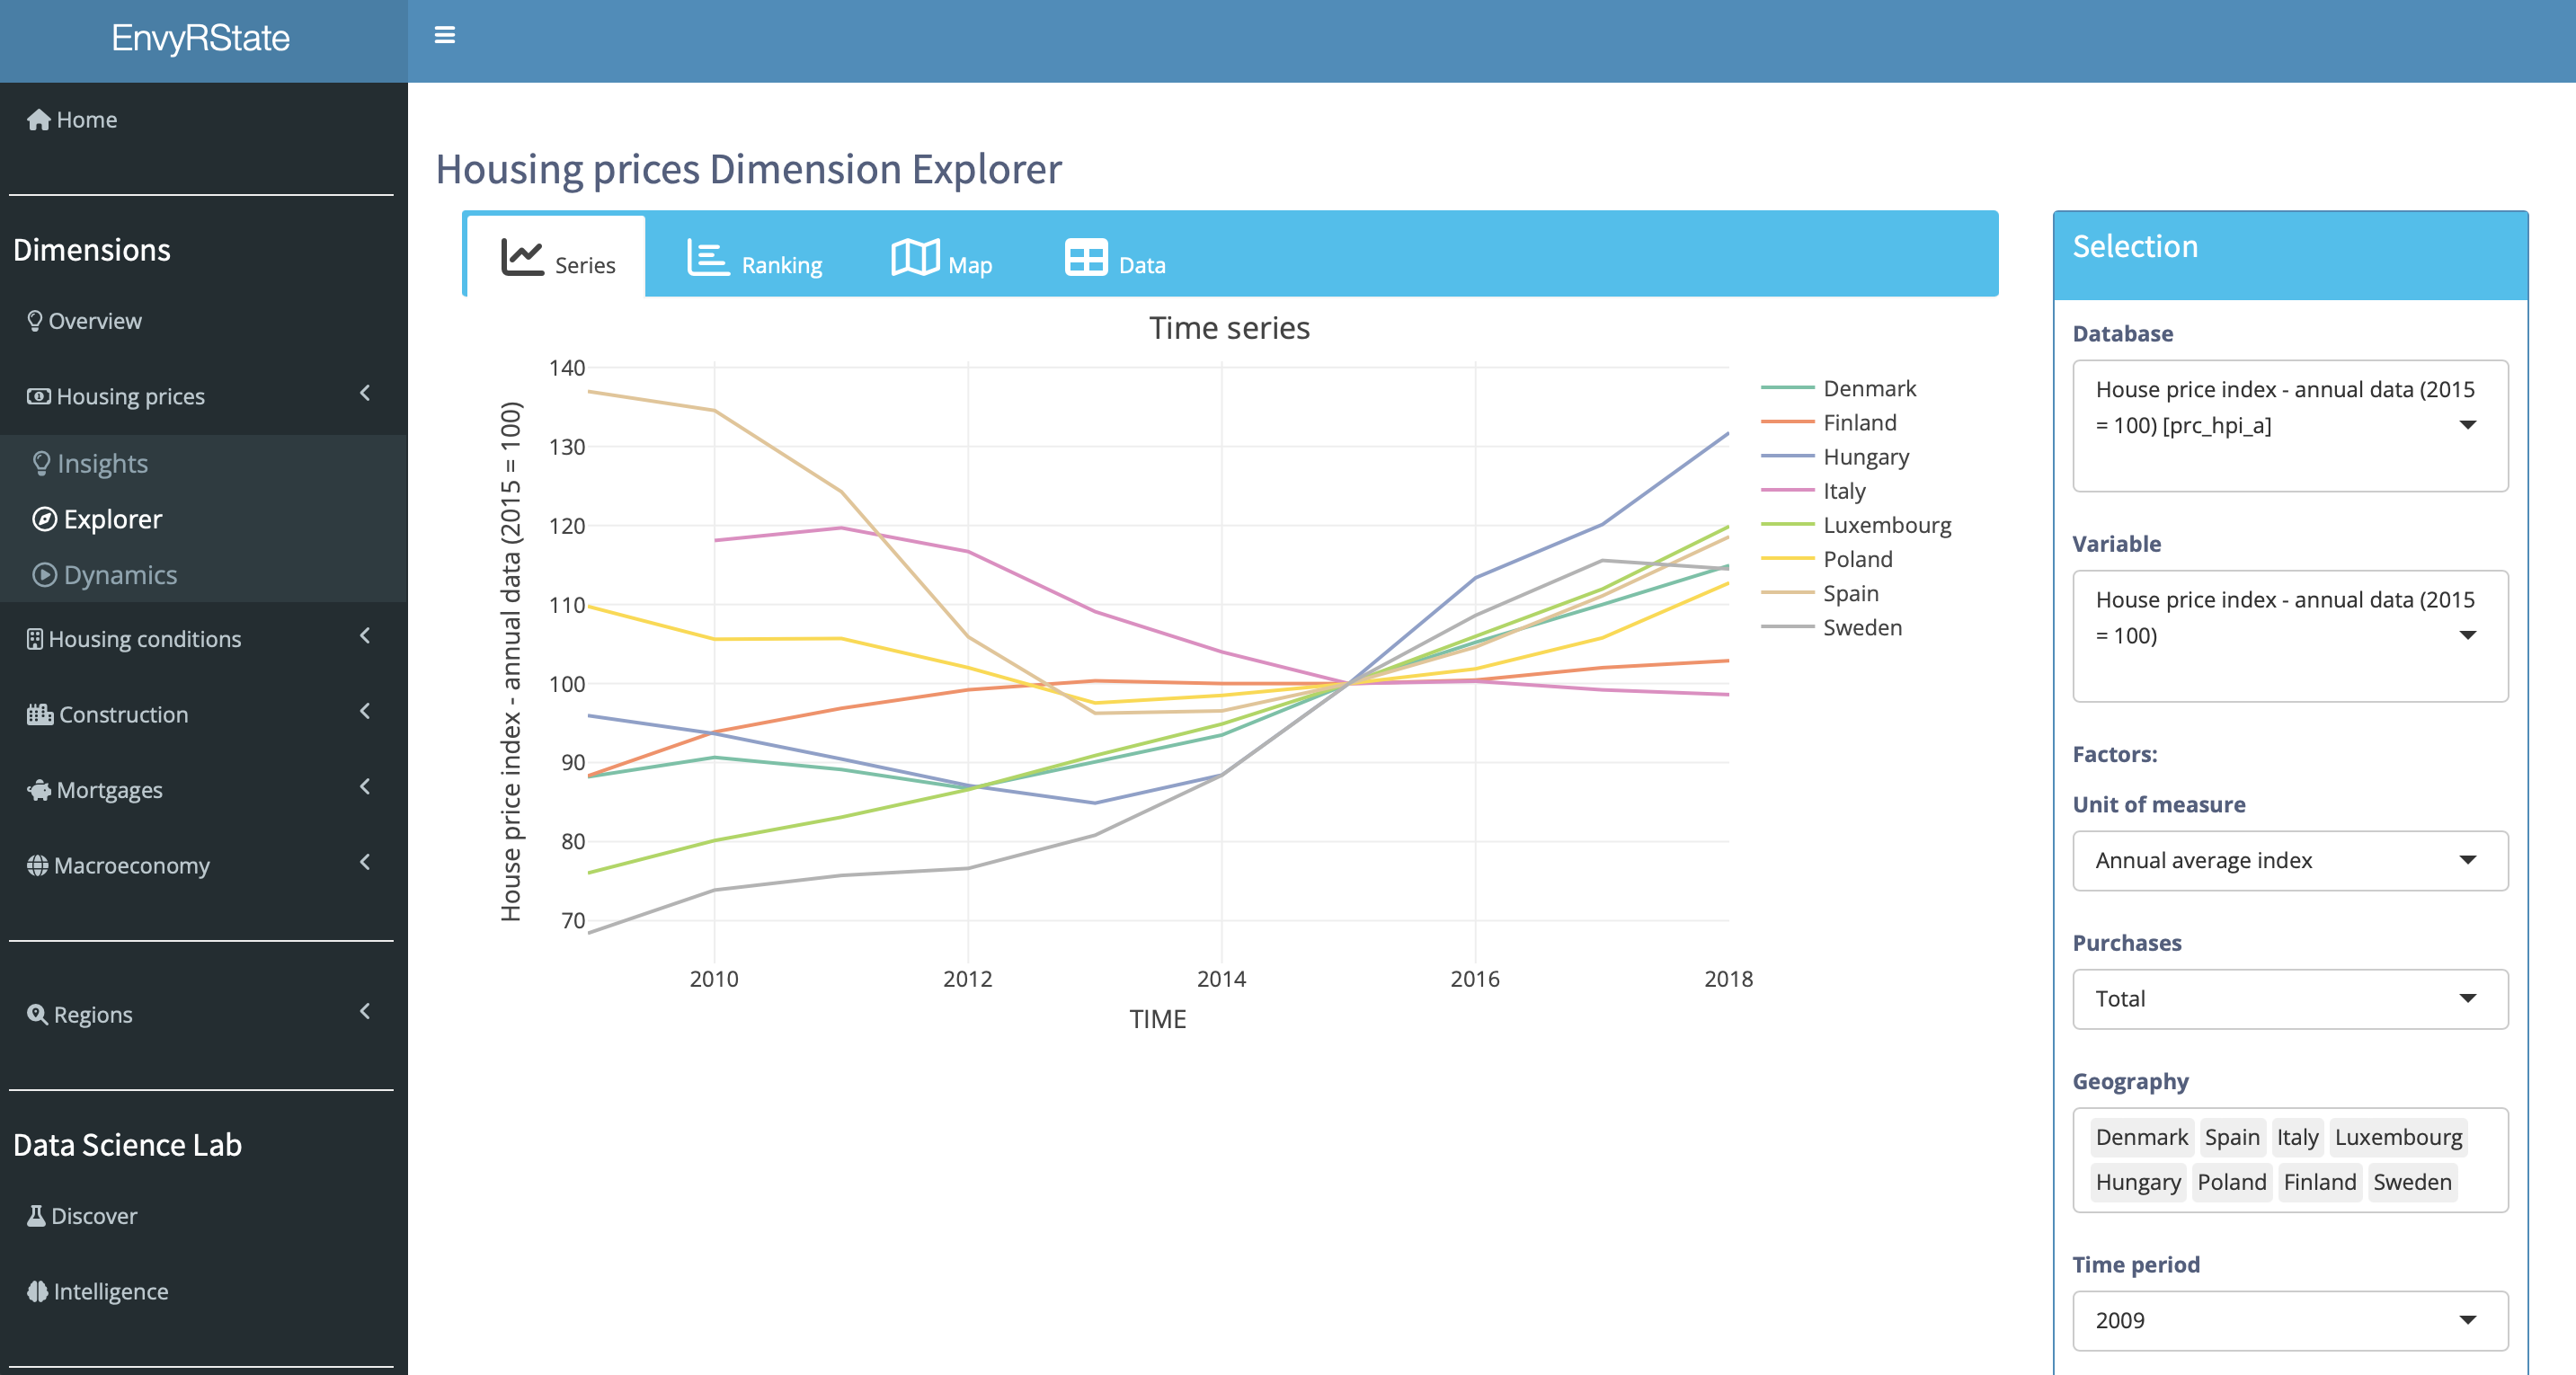 EnvyRState
Home
Dimensions
Overview
Housing prices
Insights
Explorer
Dynamics
Housing conditions
Construction
Mortgages
Macroeconomy
Regions
Data Science Lab
Discover
Intelligence
Housing prices Dimension Explorer
Series
Ranking
Map
Data
Time series
House price index - annual data (2015 = 100)
140
130
120
110
100
90
80
70
2010
2012
2014
2016
2018
TIME
Denmark
Finland
Hungary
Italy
Luxembourg
Poland
Spain
Sweden
Selection
Database
House price index - annual data (2015
= 100) [prc_hpi_a]
Variable
House price index - annual data (2015
= 100)
Factors:
Unit of measure
Annual average index
Purchases
Total
Geography
Denmark Spain Italy Luxembourg
Hungary Poland Finland Sweden
Time period
2009